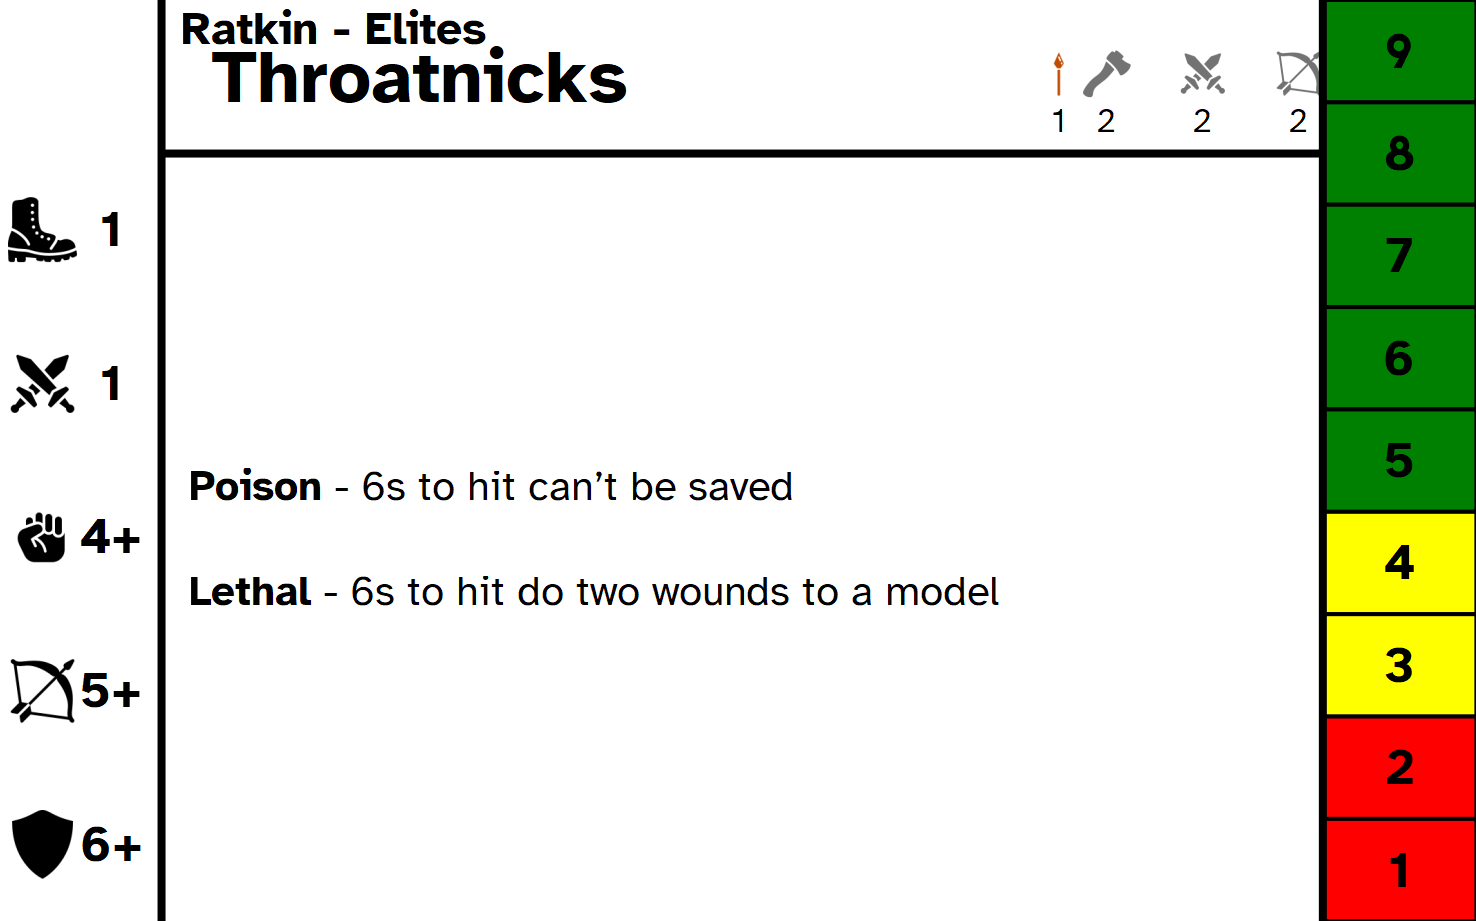 Ratkin - Elites
Throatnicks
1 2 2 2
1
1
4+
5+
6+
Poison - 6s to hit can’t be saved
Lethal - 6s to hit do two wounds to a model
9
8
7
6
5
4
3
2
1